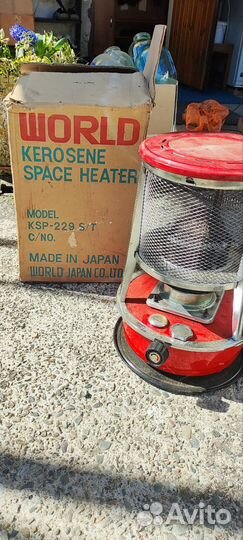 WORLD
KEROSENE
SPACE HEATER
MODEL
KSP-229 S/T
C/NO.
MADE IN JAPAN
WORLD JAPAN CO., LTD.
Avito